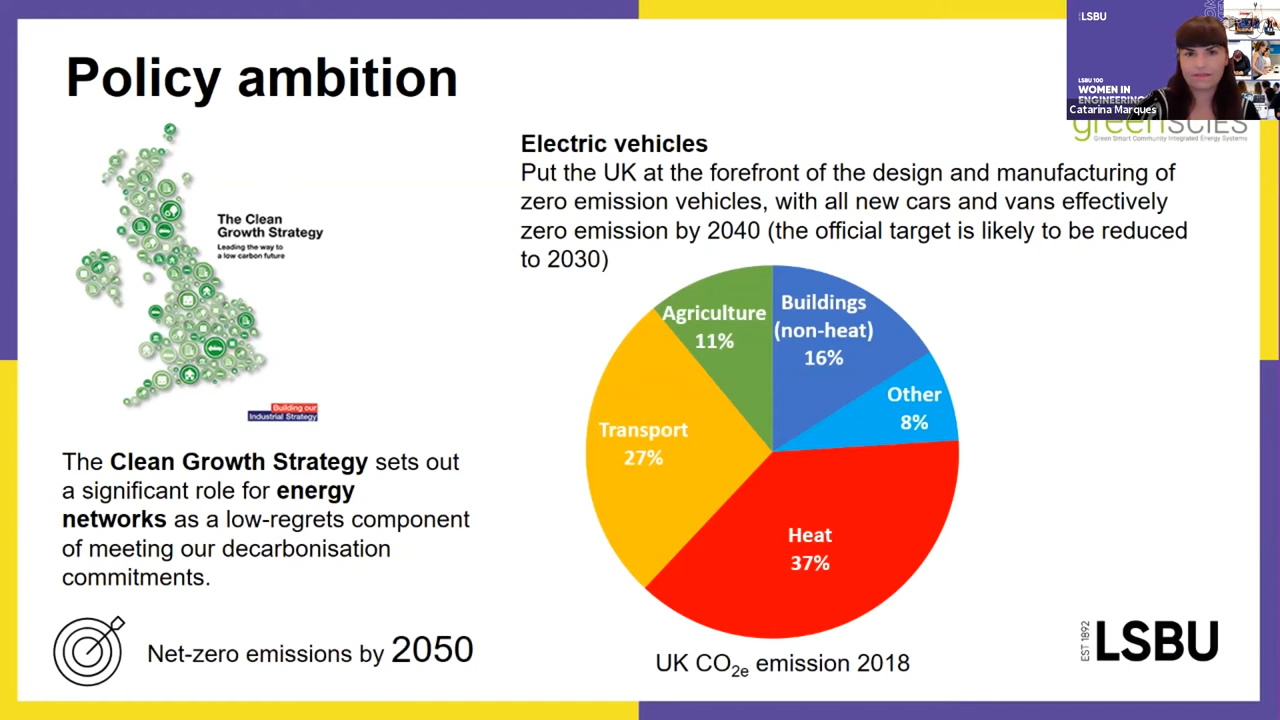 Policy ambition
LSBU
LSBU 100
WOMEN IN
ENGINEERING
Catarina Marques
greenSCIES
Green Smart Community Integrated Energy Systems
The Clean
Growth Strategy
Leading the way to
a low carbon future
Building our
Industrial Strategy
The Clean Growth Strategy sets out
a significant role for energy
networks as a low-regrets component
of meeting our decarbonisation
commitments.
Net-zero emissions by 2050
Electric vehicles
Put the UK at the forefront of the design and manufacturing of
zero emission vehicles, with all new cars and vans effectively
zero emission by 2040 (the official target is likely to be reduced
to 2030)
Agriculture
11%
Buildings
(non-heat)
16%
Other
8%
Transport
27%
Heat
37%
UK CO2e emission 2018
EST 1892
LSBU